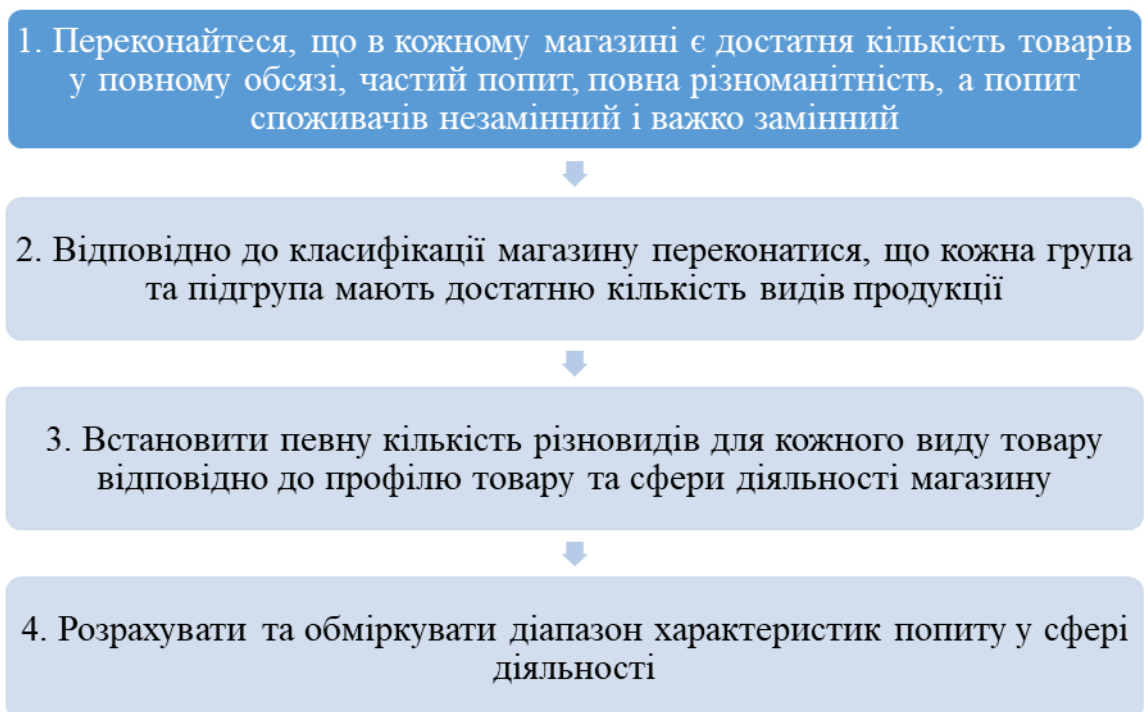 1. Переконайтеся, що в кожному магазині є достатня кількість товарів
у повному обсязі, частий попит, повна різноманітність, а попит
споживачів незамінний і важко замінний
2. Відповідно до класифікації магазину переконатися, що кожна група
та підгрупа мають достатню кількість видів продукції
3. Встановити певну кількість різновидів для кожного виду товару
відповідно до профілю товару та сфери діяльності магазину
4. Розрахувати та обміркувати діапазон характеристик попиту у сфері
діяльності